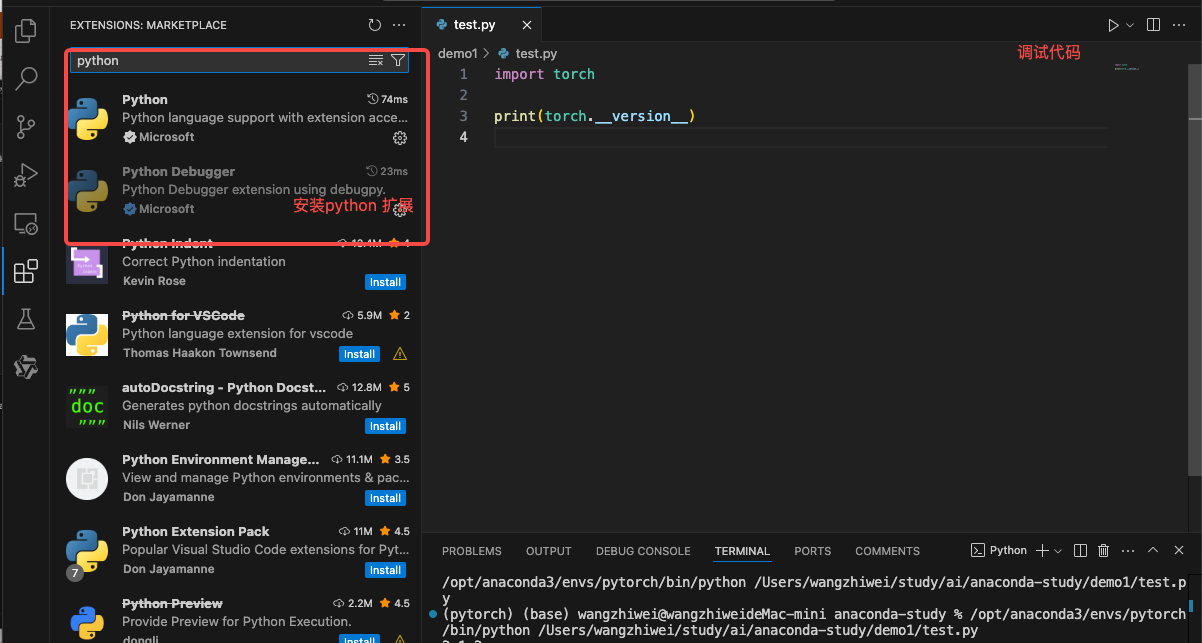 EXTENSIONS: MARKETPLACE
python
Python
74ms
Python language support with extension acce...
Microsoft
Python Debugger
23ms
Python Debugger extension using debugpy.
Microsoft
安装python 扩展
Python Indent
Correct Python indentation
Kevin Rose
Install
Python for VSCode
5.9M
2
Python language extension for vscode
Thomas Haakon Townsend
Install
"""
doc
"""
autoDocstring - Python Docst...
12.8M
5
Generates python docstrings automatically
Nils Werner
Install
Python Environment Manage...
11.1M
3.5
View and manage Python environments & pac...
Don Jayamanne
Install
Python Extension Pack
11M
4.5
Popular Visual Studio Code extensions for Pyt...
7
Don Jayamanne
Install
Python Preview
2.2M
4.5
Provide Preview for Python Execution.
dongli
Install
test.py
demo1 > test.py
调试代码
1 import torch
2
3 print(torch.__version__)
4
PROBLEMS
OUTPUT
DEBUG CONSOLE
TERMINAL
PORTS
COMMENTS
Python
/opt/anaconda3/envs/pytorch/bin/python /Users/wangzhiwei/study/ai/anaconda-study/demo1/test.p
y
(pytorch) (base) wangzhiwei@wangzhiweideMac-mini anaconda-study % /opt/anaconda3/envs/pytorch
/bin/python /Users/wangzhiwei/study/ai/anaconda-study/demo1/test.py